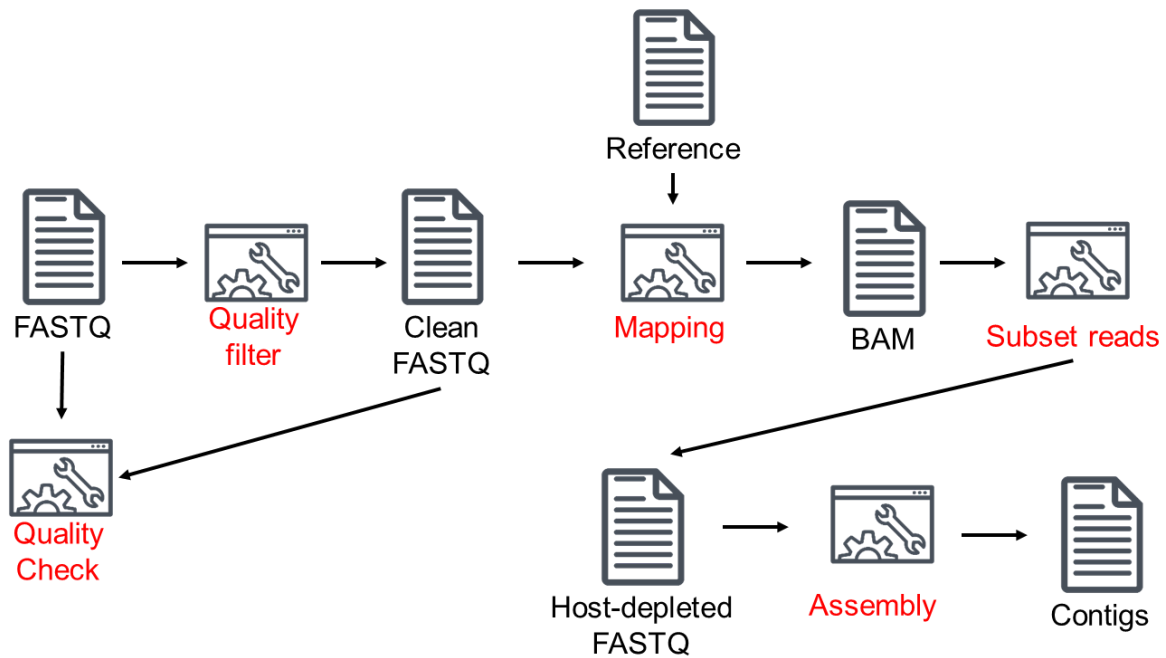 Reference
FASTQ
Quality
filter
Clean
FASTQ
Mapping
BAM
Subset reads
Quality
Check
Host-depleted
FASTQ
Assembly
Contigs